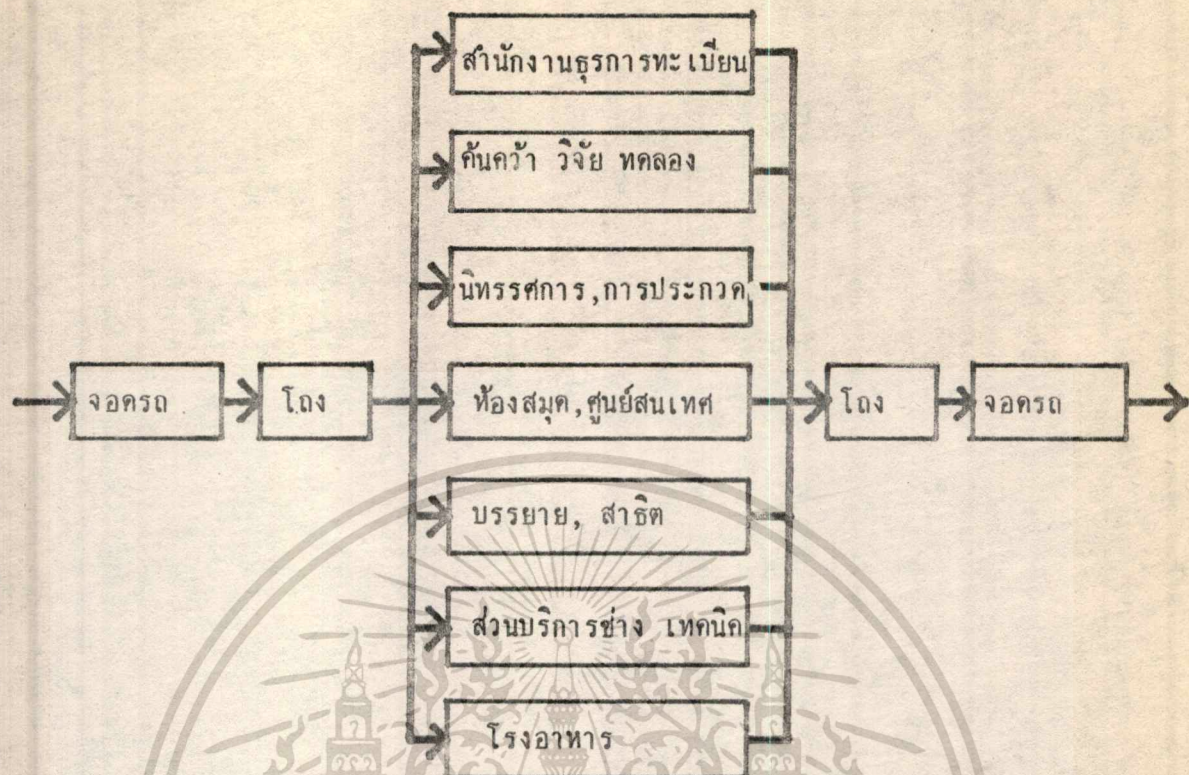 สำนักงานธุรการทะเบียน
ค้นคว้า วิจัย ทดลอง
นิทรรศการ,การประกวด
จอดรถ
โถง
ห้องสมุด,ศูนย์สนเทศ
โถง
จอดรถ
บรรยาย, สาธิต
ส่วนบริการช่าง เทคนิค
โรงอาหาร